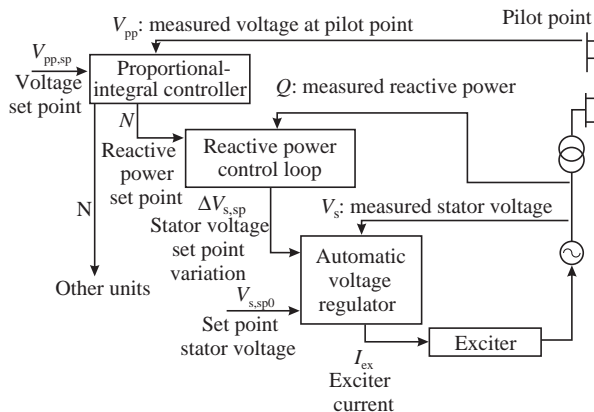 V_pp: measured voltage at pilot point
Pilot point
V_pp,sp
Voltage
set point
Proportional-
integral controller
Q: measured reactive power
N
Reactive
power
set point
Reactive power
control loop
N
ΔV_s,sp
Stator voltage
set point
variation
V_s: measured stator voltage
Other units
Automatic
voltage
regulator
V_s,sp0
Set point
stator voltage
I_ex
Exciter
current
Exciter